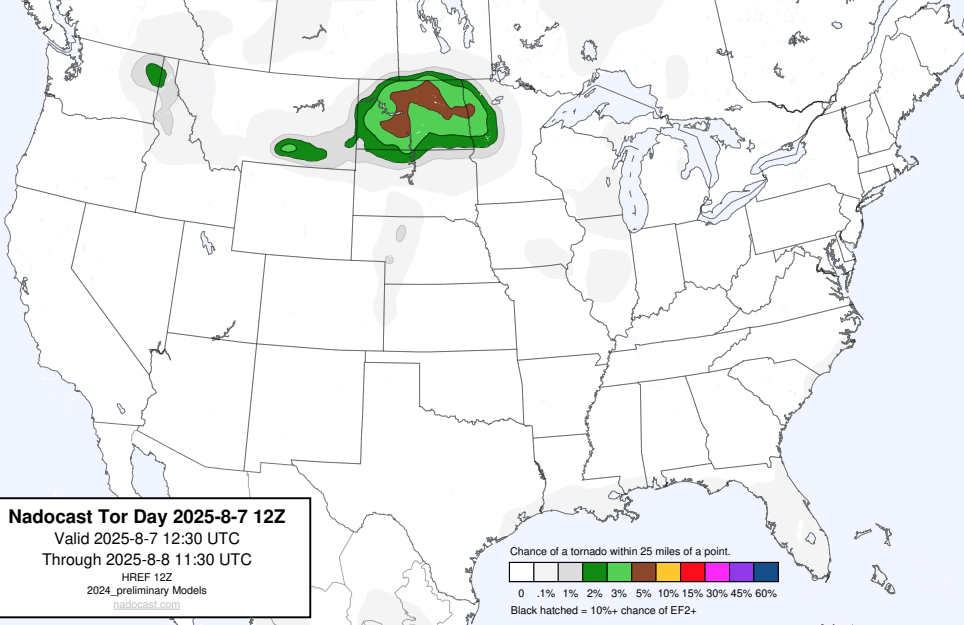 Nadocast Tor Day 2025-8-7 12Z
Valid 2025-8-7 12:30 UTC
Through 2025-8-8 11:30 UTC
HREF 12Z
2024_preliminary Models
nadocast.com
Chance of a tornado within 25 miles of a point.
0 .1% 1% 2% 3% 5% 10% 15% 30% 45% 60%
Black hatched = 10%+ chance of EF2+